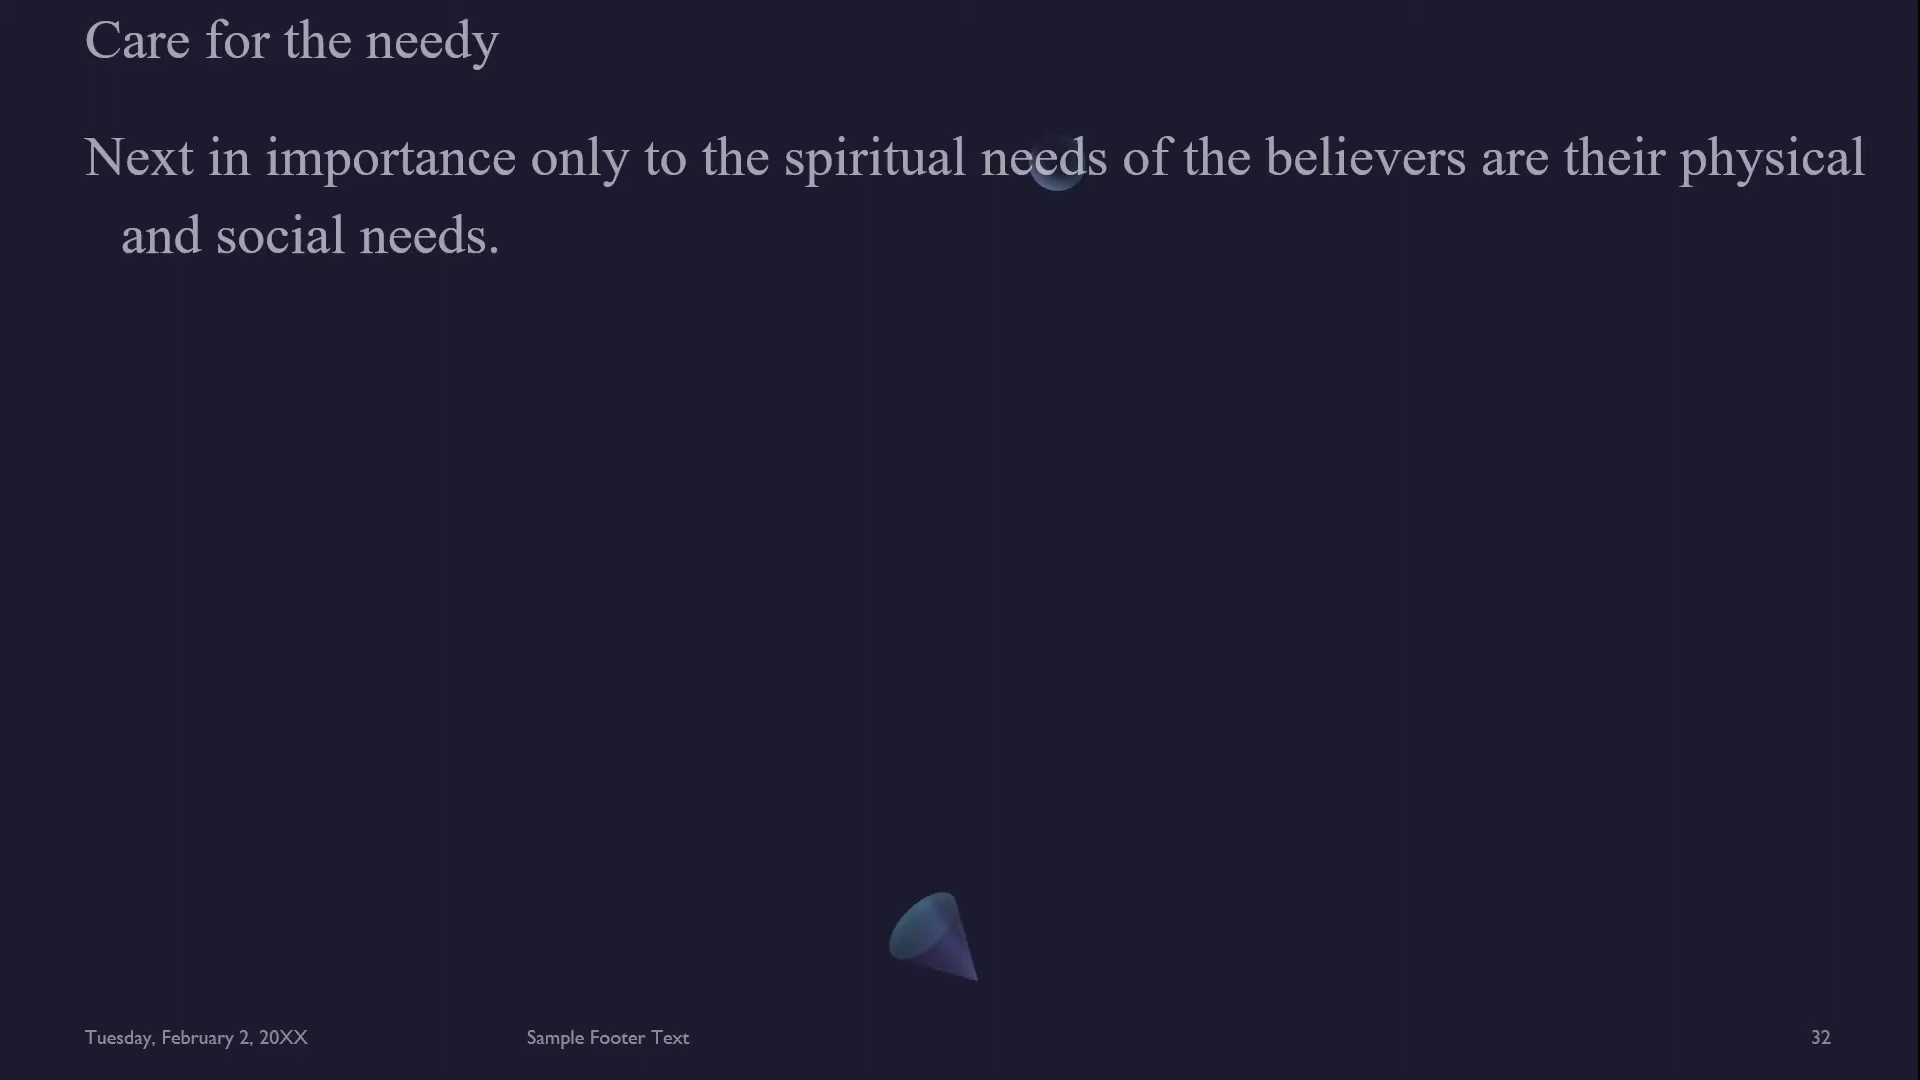 Care for the needy
Next in importance only to the spiritual needs of the believers are their physical
and social needs.
Tuesday, February 2, 20XX
Sample Footer Text
32